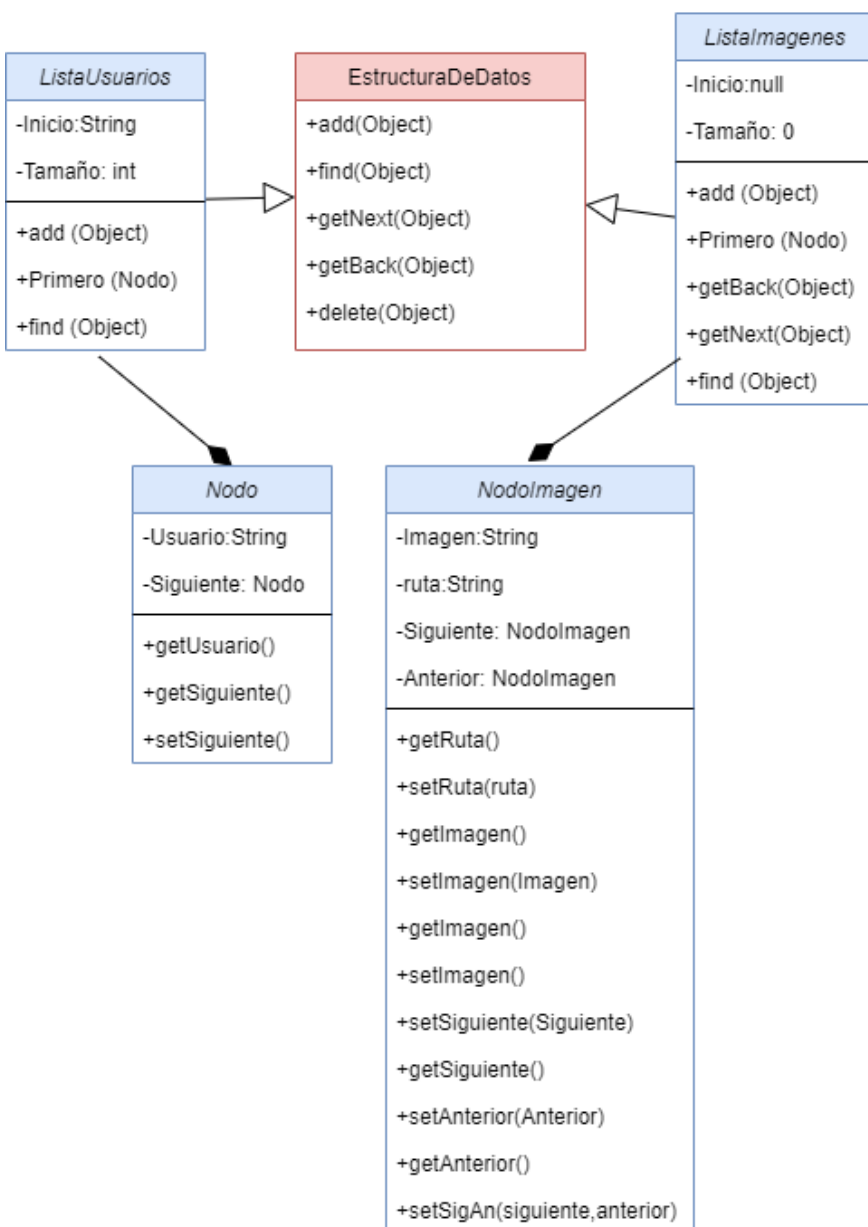 ListaUsuarios
-Inicio:String
-Tamaño: int
+add (Object)
+Primero (Nodo)
+find (Object)
EstructuraDeDatos
+add(Object)
+find(Object)
+getNext(Object)
+getBack(Object)
+delete(Object)
ListaImagenes
-Inicio:null
-Tamaño: 0
+add (Object)
+Primero (Nodo)
+getBack(Object)
+getNext(Object)
+find (Object)
Nodo
-Usuario:String
-Siguiente: Nodo
+getUsuario()
+getSiguiente()
+setSiguiente()
NodoImagen
-Imagen:String
-ruta:String
-Siguiente: NodoImagen
-Anterior: NodoImagen
+getRuta()
+setRuta(ruta)
+getImagen()
+setImagen(Imagen)
+getImagen()
+setImagen()
+setSiguiente(Siguiente)
+getSiguiente()
+setAnterior(Anterior)
+getAnterior()
+setSigAn(siguiente,anterior)